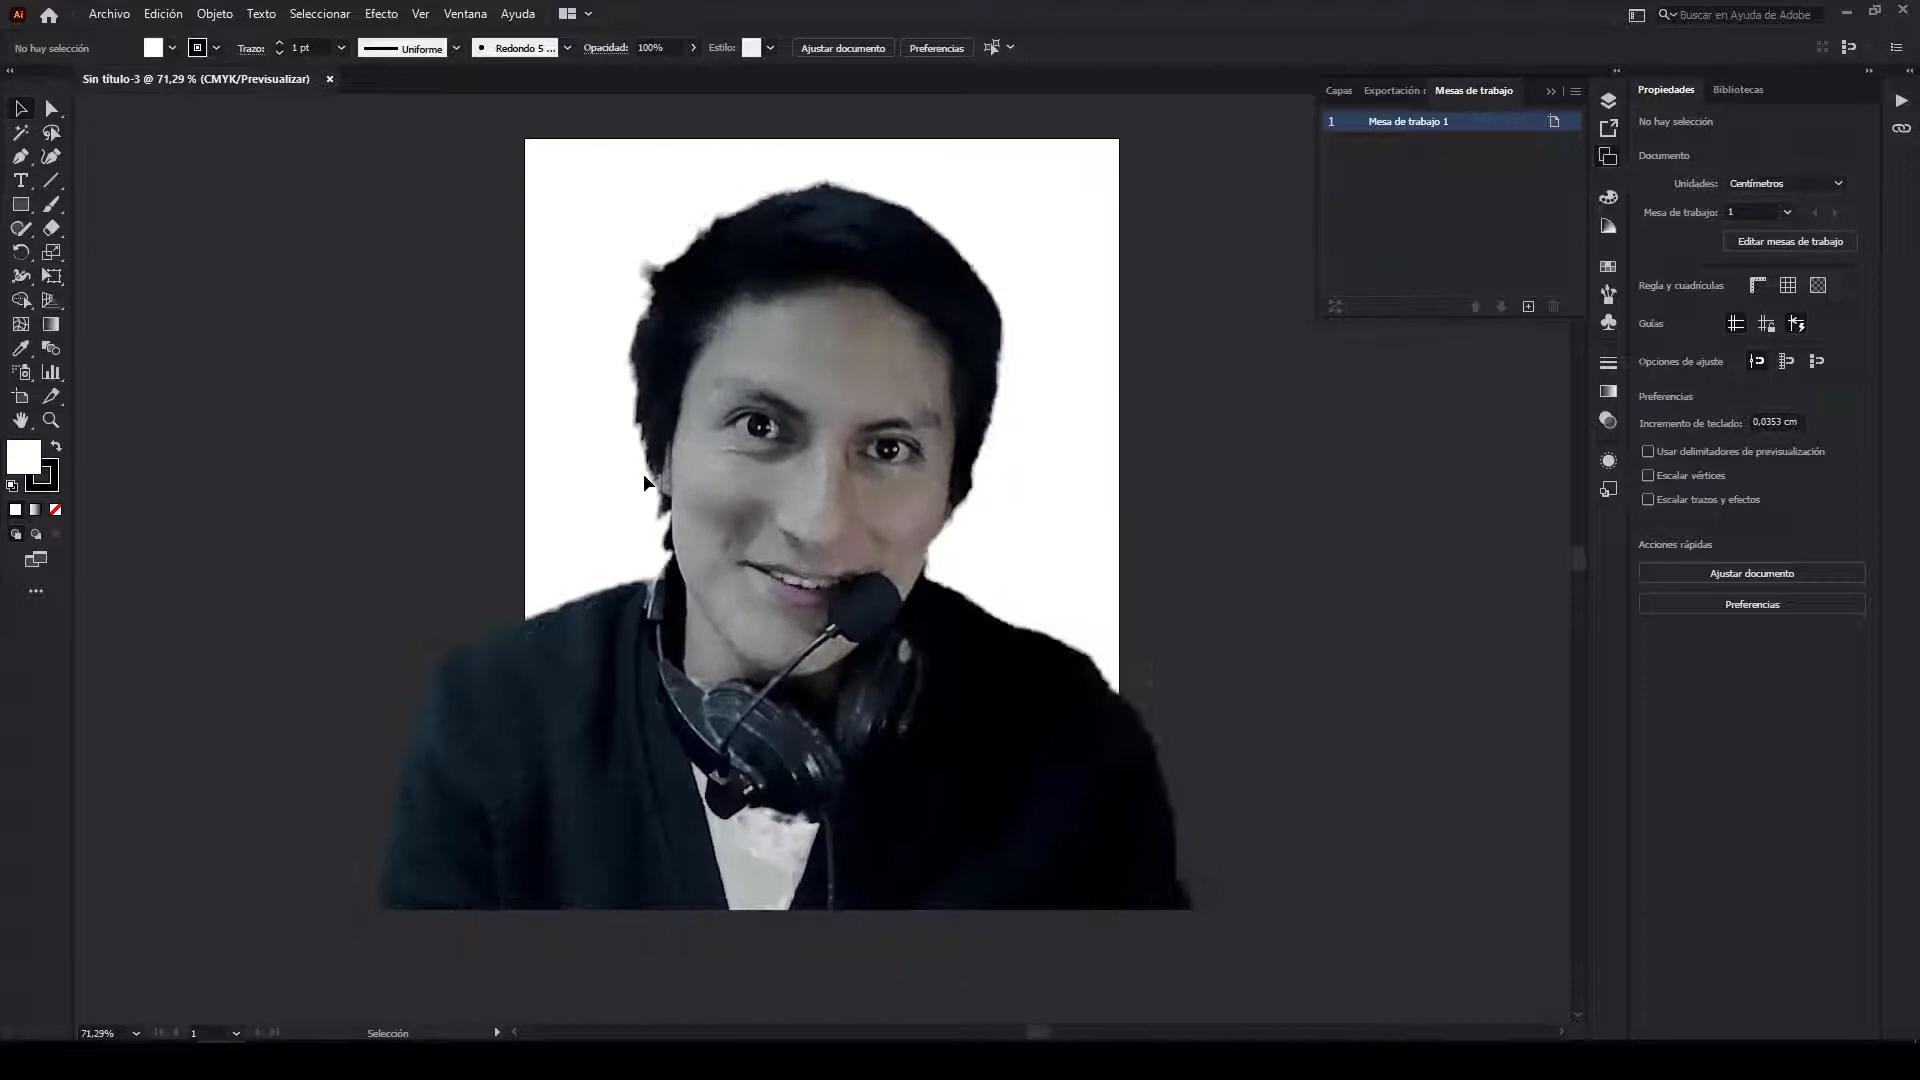 Ai
Archivo Edición Objeto Texto Seleccionar Efecto Ver Ventana Ayuda
Buscar en Ayuda de Adobe
No hay selección
Trazo: 1 pt
Uniforme
Redondo 5 ...
Opacidad: 100%
Estilo:
Ajustar documento
Preferencias
Sin título-3 @ 71,29 % (CMYK/Previsualizar) ×
Capas Exportación Mesas de trabajo
1 Mesa de trabajo 1
Propiedades Bibliotecas
No hay selección
Documento
Unidades: Centímetros
Mesa de trabajo: 1
Editar mesas de trabajo
Regla y cuadrículas
Guías
Opciones de ajuste
Preferencias
Incremento de teclado: 0,0353 cm
Usar delimitadores de previsualización
Escalar vértices
Escalar trazos y efectos
Acciones rápidas
Ajustar documento
Preferencias
71,29% 1 Selección